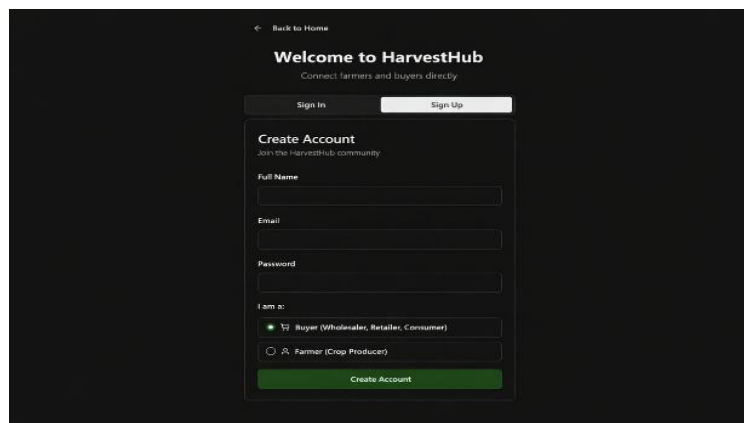 ← Back to Home
Welcome to HarvestHub
Connect farmers and buyers directly
Sign In
Sign Up
Create Account
Join the HarvestHub community
Full Name
Email
Password
I am a:
Buyer (Wholesaler, Retailer, Consumer)
Farmer (Crop Producer)
Create Account